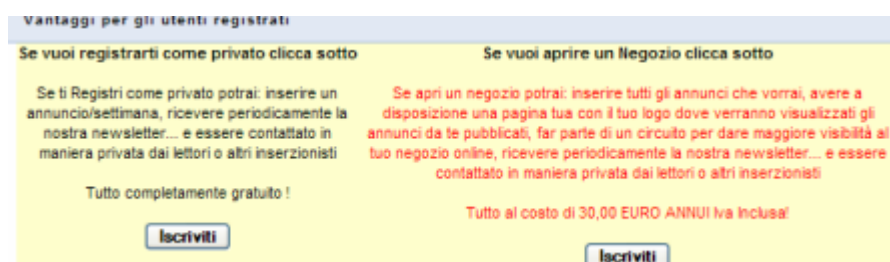 Vantaggi per gli utenti registrati
Se vuoi registrarti come privato clicca sotto
Se ti Registri come privato potrai: inserire un
annuncio/settimana, ricevere periodicamente la
nostra newsletter... e essere contattato in
maniera privata dai lettori o altri inserzionisti
Tutto completamente gratuito !
Iscriviti
Se vuoi aprire un Negozio clicca sotto
Se apri un negozio potrai: inserire tutti gli annunci che vorrai, avere a
disposizione una pagina tua con il tuo logo dove verranno visualizzati gli
annunci da te pubblicati, far parte di un circuito per dare maggiore visibilità al
tuo negozio online, ricevere periodicamente la nostra newsletter... e essere
contattato in maniera privata dai lettori o altri inserzionisti
Tutto al costo di 30,00 EURO ANNUI Iva Inclusa!
Iscriviti